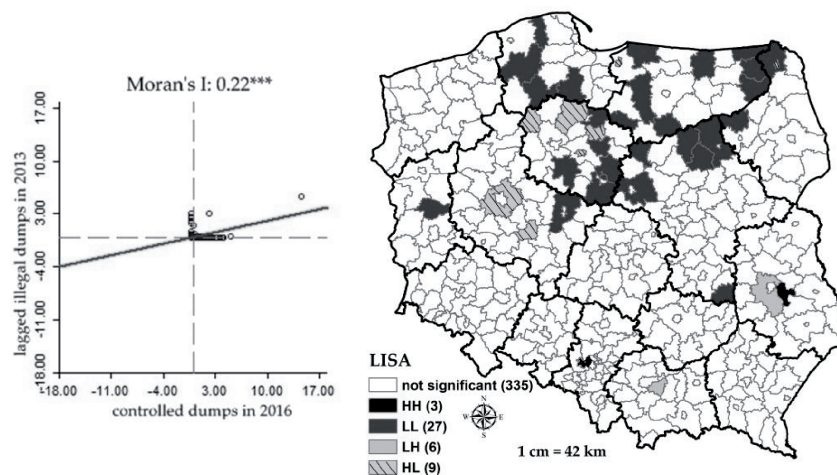 Moran's I: 0.22***
lagged illegal dumps in 2013
17.00
10.00
3.00
-4.00
-11.00
-18.00
-18.00 -11.00 -4.00 3.00 10.00 17.00
controlled dumps in 2016
LISA
not significant (335)
HH (3)
LL (27)
LH (6)
HL (9)
N
W E
S
1 cm = 42 km